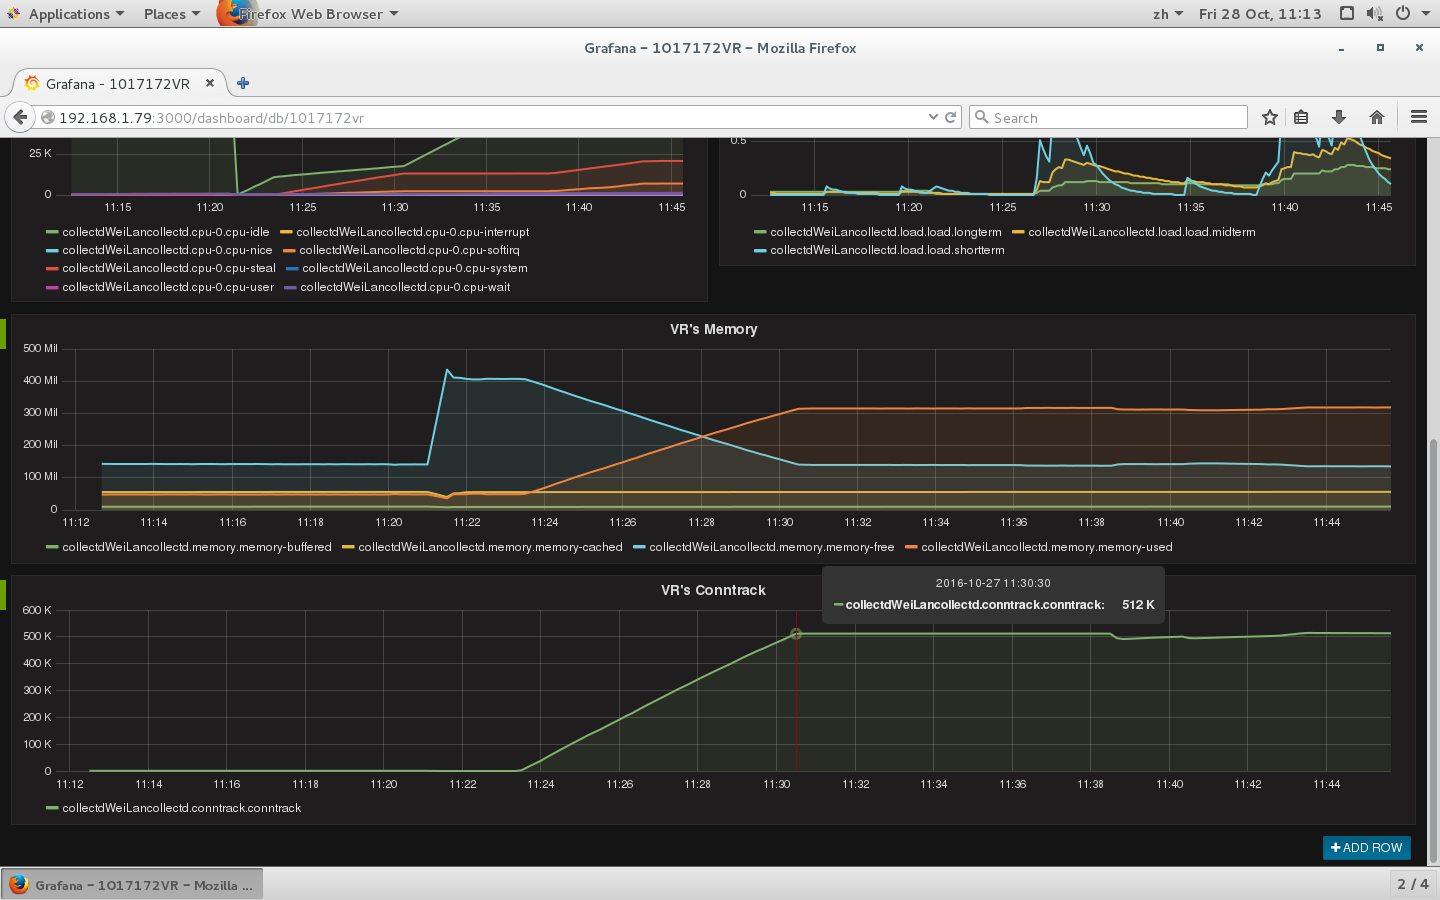 Applications Places Firefox Web Browser zh Fri 28 Oct, 11:13
Grafana - 1017172VR - Mozilla Firefox
Grafana - 1017172VR
192.168.1.79:3000/dashboard/db/1017172vr Search
25 K
0
11:15 11:20 11:25 11:30 11:35 11:40 11:45
collectdWeiLancollectd.cpu-0.cpu-idle collectdWeiLancollectd.cpu-0.cpu-interrupt
collectdWeiLancollectd.cpu-0.cpu-nice collectdWeiLancollectd.cpu-0.cpu-softirq
collectdWeiLancollectd.cpu-0.cpu-steal collectdWeiLancollectd.cpu-0.cpu-system
collectdWeiLancollectd.cpu-0.cpu-user collectdWeiLancollectd.cpu-0.cpu-wait
0.5
0
11:15 11:20 11:25 11:30 11:35 11:40 11:45
collectdWeiLancollectd.load.load.longterm collectdWeiLancollectd.load.load.midterm
collectdWeiLancollectd.load.load.shortterm
VR's Memory
500 Mil
400 Mil
300 Mil
200 Mil
100 Mil
0
11:12 11:14 11:16 11:18 11:20 11:22 11:24 11:26 11:28 11:30 11:32 11:34 11:36 11:38 11:40 11:42 11:44
collectdWeiLancollectd.memory.memory-buffered collectdWeiLancollectd.memory.memory-cached collectdWeiLancollectd.memory.memory-free collectdWeiLancollectd.memory.memory-used
VR's Conntrack
2016-10-27 11:30:30
collectdWeiLancollectd.conntrack.conntrack: 512 K
600 K
500 K
400 K
300 K
200 K
100 K
0
11:12 11:14 11:16 11:18 11:20 11:22 11:24 11:26 11:28 11:30 11:32 11:34 11:36 11:38 11:40 11:42 11:44
collectdWeiLancollectd.conntrack.conntrack
ADD ROW
Grafana - 1017172VR - Mozilla ... 2 / 4